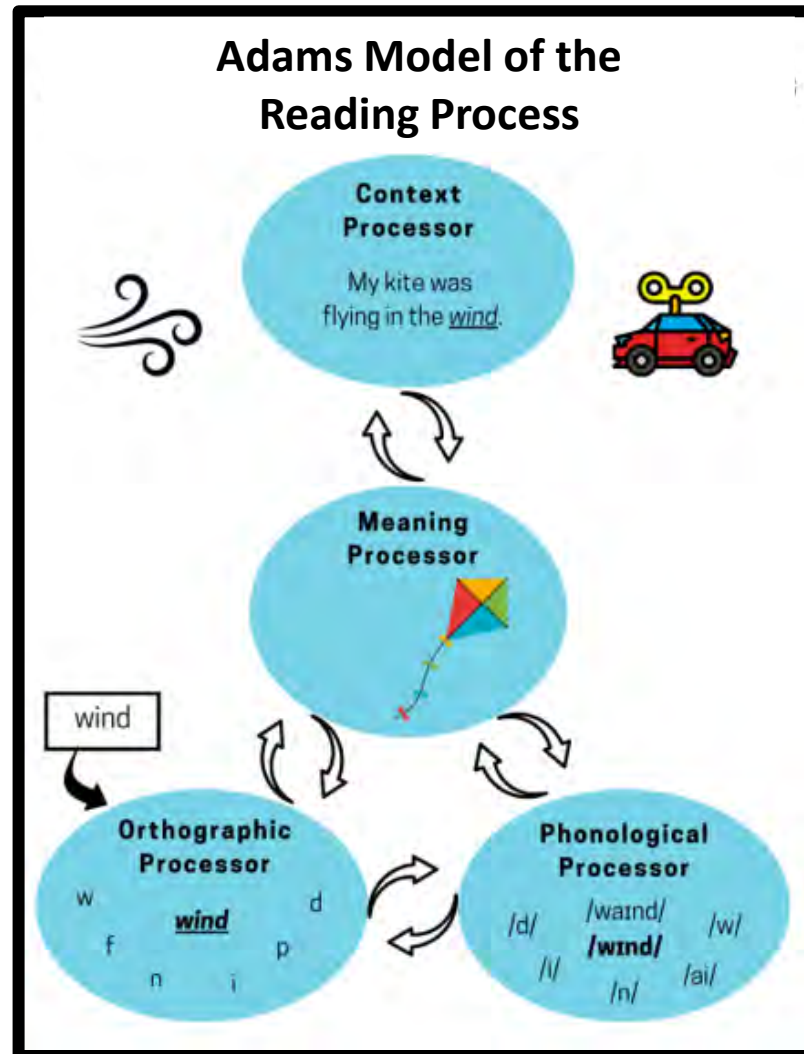 Adams Model of the
Reading Process
Context
Processor
My kite was
flying in the wind.
Meaning
Processor
wind
Orthographic
Processor
w
wind
d
f
p
n
i
Phonological
Processor
/d/
/waɪnd/
/w/
/wɪnd/
/i/
/ai/
/n/